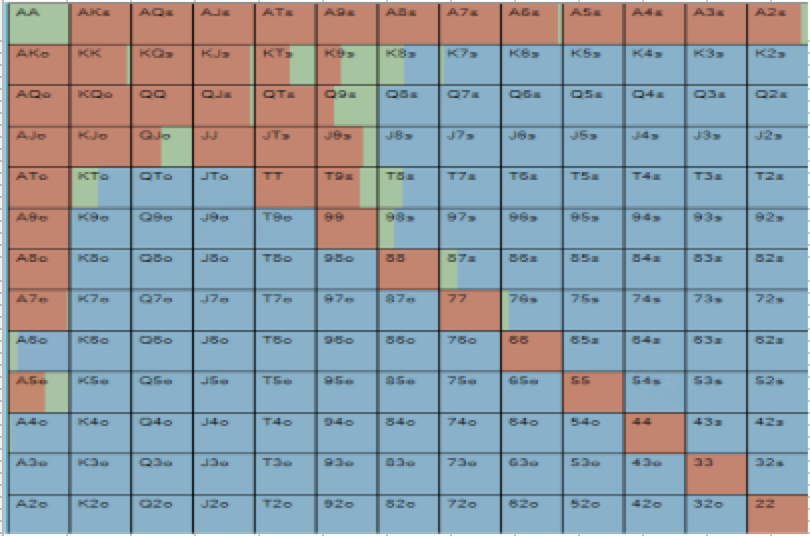 AA AKs AQs AJs ATs A9s A8s A7s A6s A5s A4s A3s A2s
AKo KK KQs KJs KTs K9s K8s K7s K6s K5s K4s K3s K2s
AQo KQo QQ QJs QTs Q9s Q8s Q7s Q6s Q5s Q4s Q3s Q2s
AJo KJo QJo JJ JTs J9s J8s J7s J6s J5s J4s J3s J2s
ATo KTo QTo JTo TT T9s T8s T7s T6s T5s T4s T3s T2s
A9o K9o Q9o J9o T9o 99 98s 97s 96s 95s 94s 93s 92s
A8o K8o Q8o J8o T8o 98o 88 87s 86s 85s 84s 83s 82s
A7o K7o Q7o J7o T7o 97o 87o 77 76s 75s 74s 73s 72s
A6o K6o Q6o J6o T6o 96o 86o 76o 66 65s 64s 63s 62s
A5o K5o Q5o J5o T5o 95o 85o 75o 65o 55 54s 53s 52s
A4o K4o Q4o J4o T4o 94o 84o 74o 64o 54o 44 43s 42s
A3o K3o Q3o J3o T3o 93o 83o 73o 63o 53o 43o 33 32s
A2o K2o Q2o J2o T2o 92o 82o 72o 62o 52o 42o 32o 22